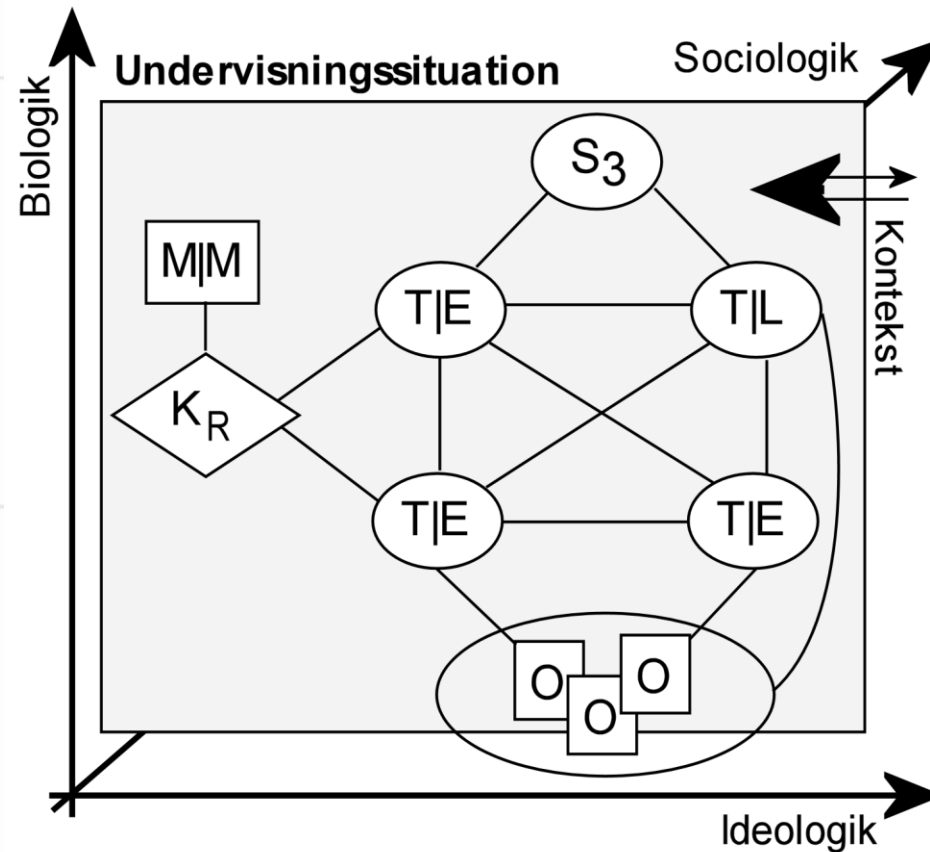 Biologik
Undervisningssituation
Sociologik
S3
M|M
T|E
T|L
Kontekst
KR
T|E
T|E
O
O
O
Ideologik